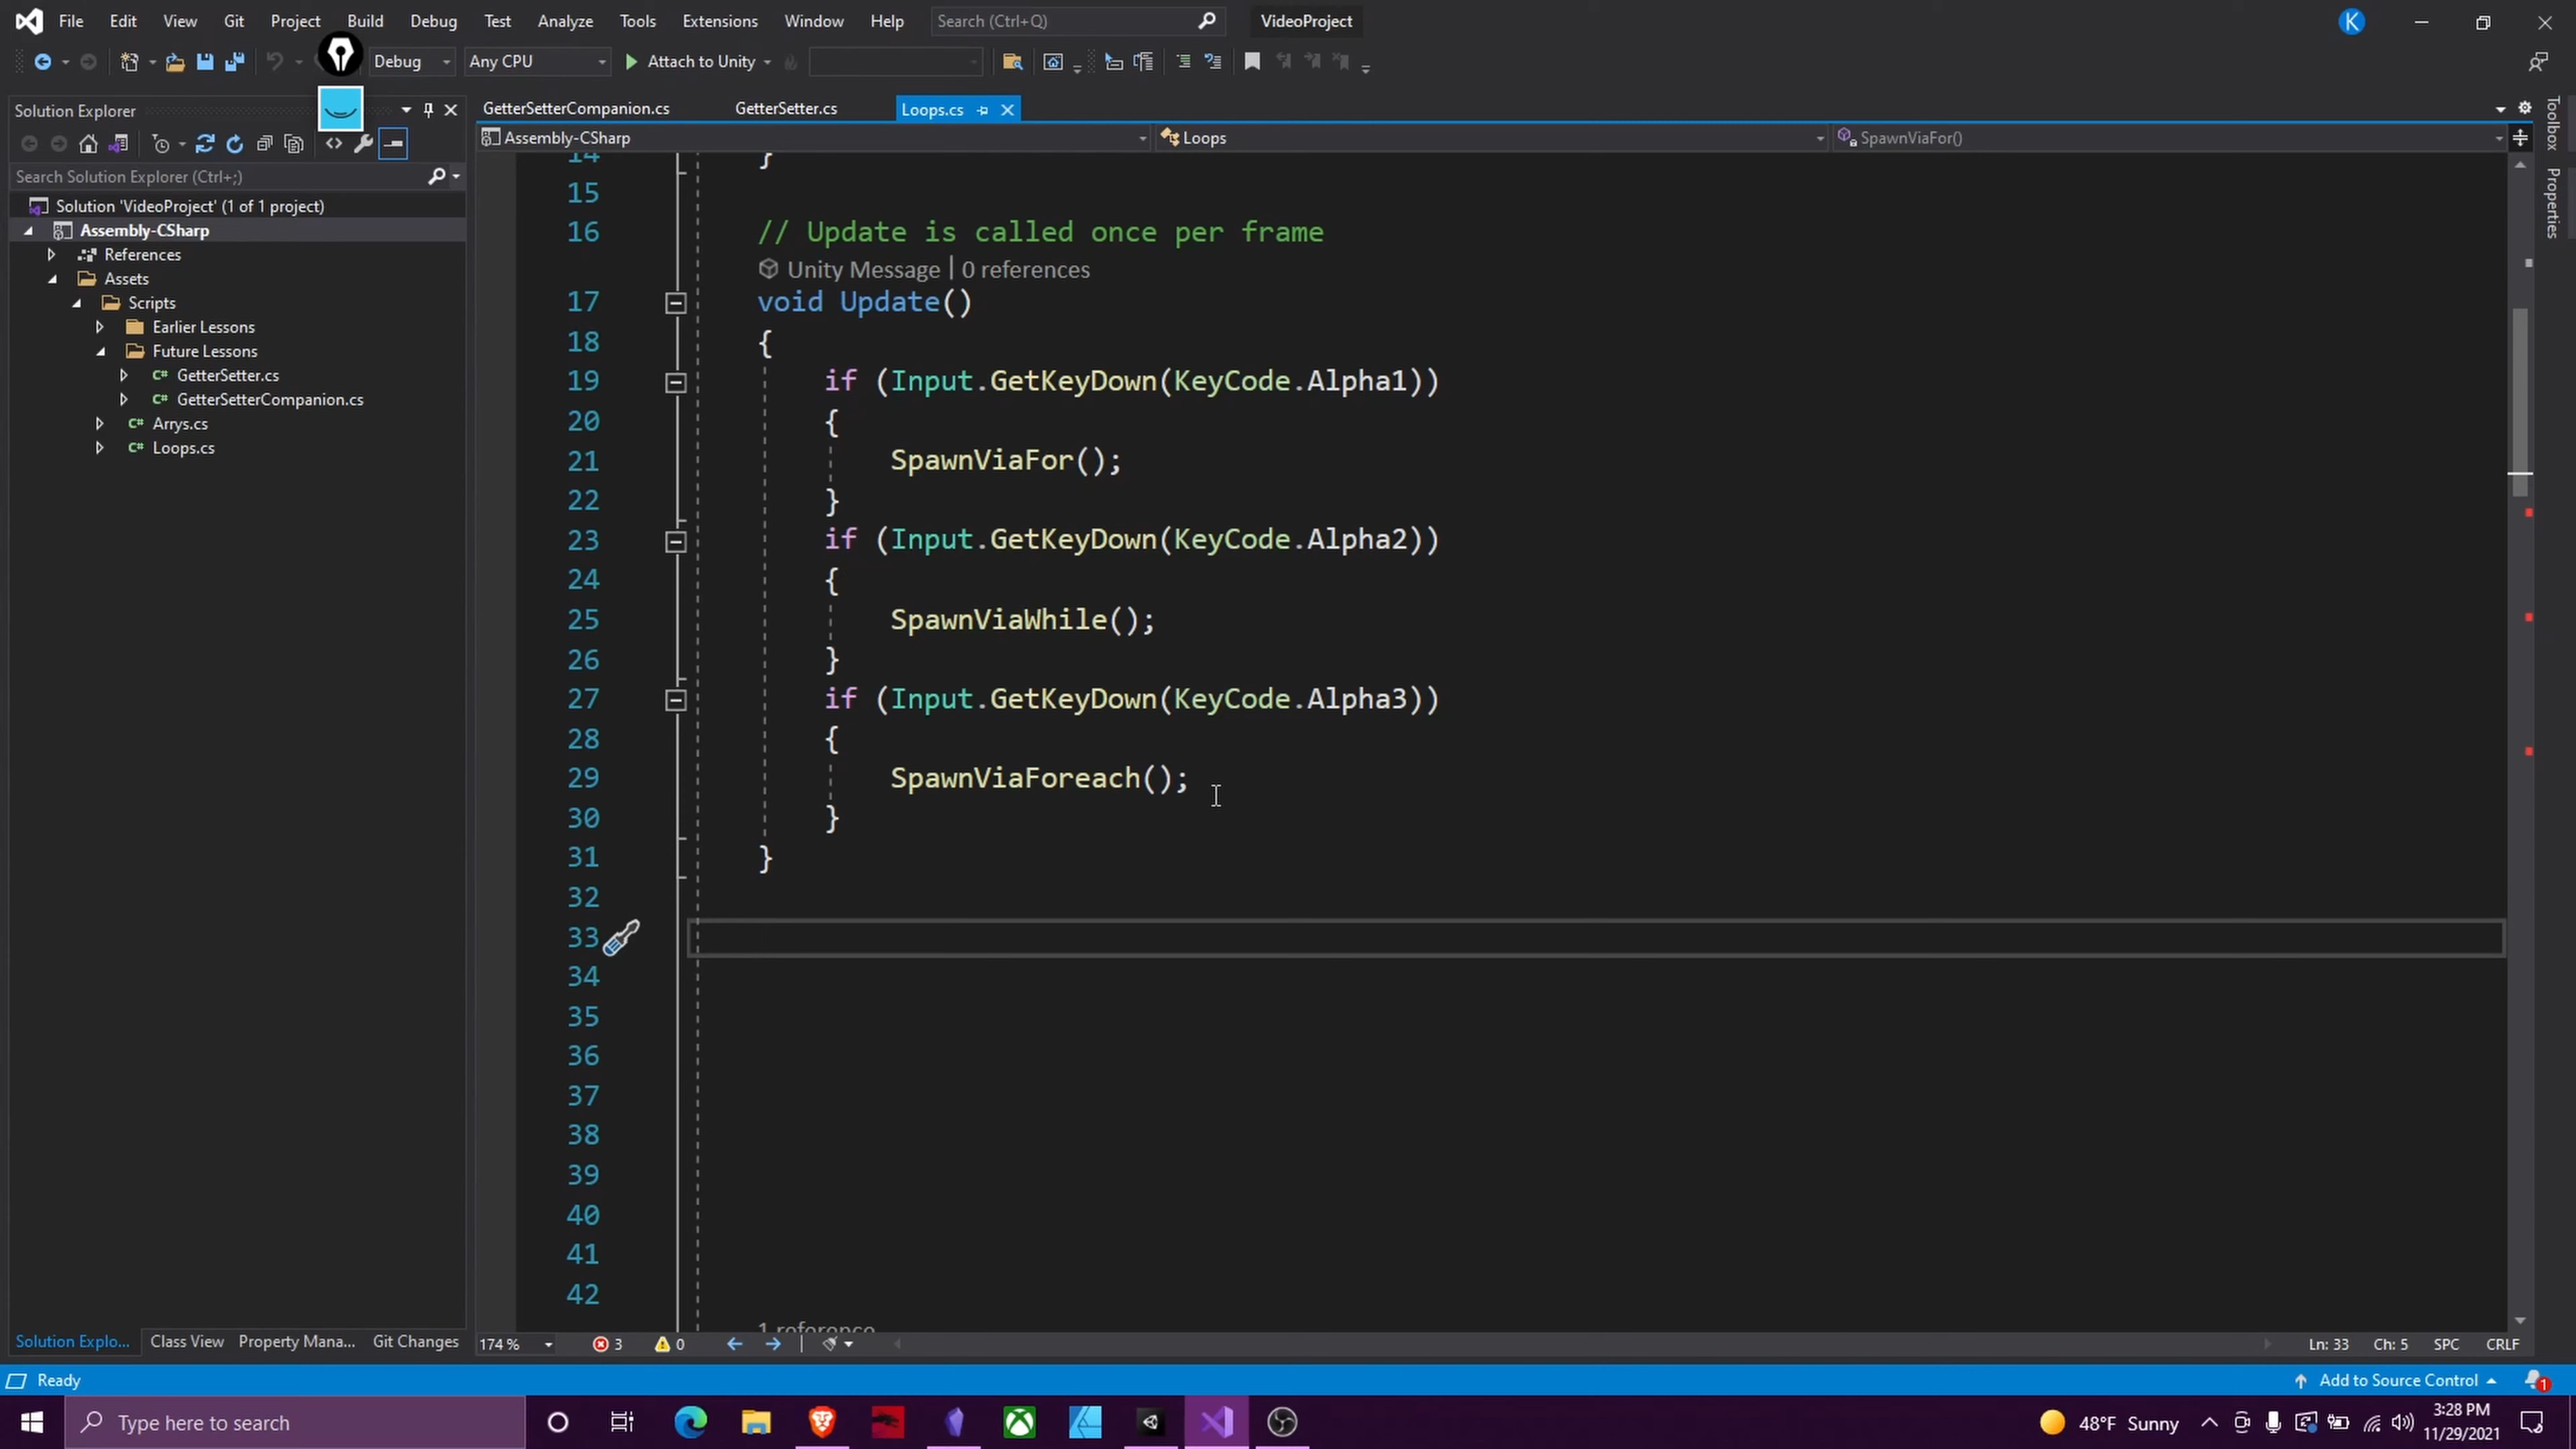 File Edit View Git Project Build Debug Test Analyze Tools Extensions Window Help Search (Ctrl+Q) VideoProject K
Debug Any CPU Attach to Unity
Solution Explorer
GetterSetterCompanion.cs GetterSetter.cs Loops.cs
Assembly-CSharp Loops SpawnViaFor()
Search Solution Explorer (Ctrl+;)
Solution 'VideoProject' (1 of 1 project)
Assembly-CSharp
References
Assets
Scripts
Earlier Lessons
Future Lessons
C# GetterSetter.cs
C# GetterSetterCompanion.cs
C# Arrys.cs
C# Loops.cs
14 }
15
16 // Update is called once per frame
Unity Message | 0 references
17 void Update()
18 {
19 if (Input.GetKeyDown(KeyCode.Alpha1))
20 {
21 SpawnViaFor();
22 }
23 if (Input.GetKeyDown(KeyCode.Alpha2))
24 {
25 SpawnViaWhile();
26 }
27 if (Input.GetKeyDown(KeyCode.Alpha3))
28 {
29 SpawnViaForeach();
30 }
31 }
32
33
34
35
36
37
38
39
40
41
42
1 reference
Toolbox
Properties
Solution Explo... Class View Property Mana... Git Changes
174 % 3 0 Ln: 33 Ch: 5 SPC CRLF
Ready Add to Source Control 1
Type here to search 48°F Sunny 3:28 PM
11/29/2021